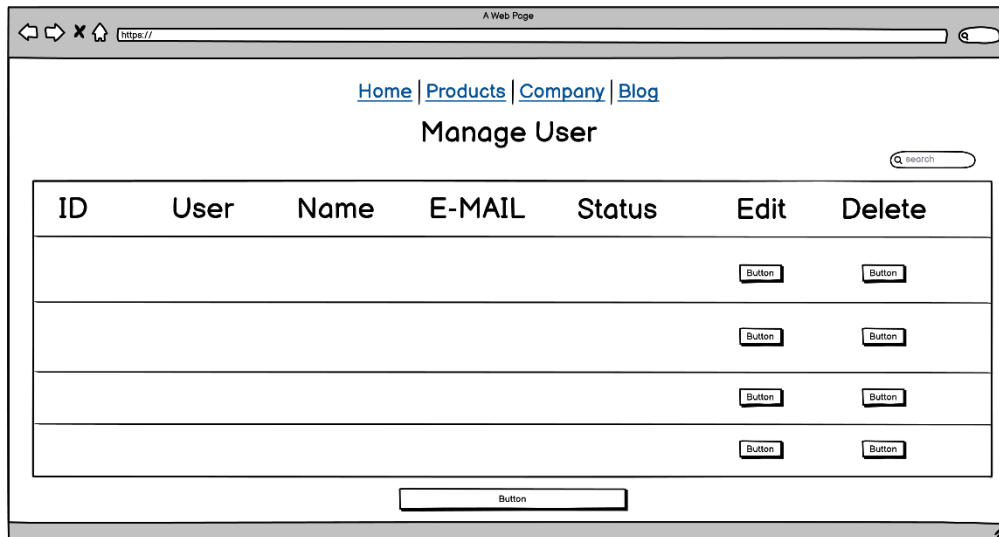 A Web Page
https://
Home Products Company Blog
Manage User
search
ID User Name E-MAIL Status Edit Delete
Button Button
Button Button
Button Button
Button Button
Button